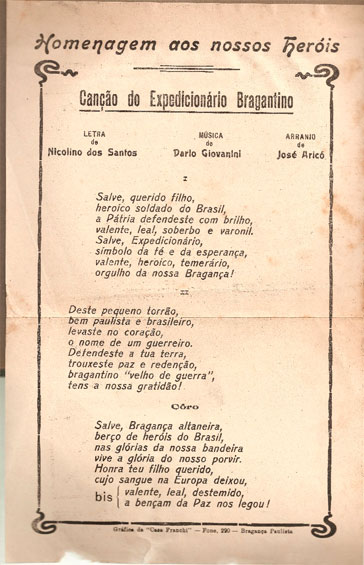 Homenagem aos nossos heróis
Canção do Expedicionário Bragantino
LETRA
de
Nicolino dos Santos
MÚSICA
de
Dario Giovanini
ARRANJO
de
José Aricó
I
Salve, querido filho,
heroico soldado do Brasil,
a Pátria defendeste com brilho,
valente, leal, soberbo e varonil.
Salve, Expedicionário,
símbolo da fé e da esperança,
valente, heroico, temerário,
orgulho da nossa Bragança!
II
Deste pequeno torrão,
bem paulista e brasileiro,
levaste no coração,
o nome de um guerreiro.
Defendeste a tua terra,
trouxeste paz e redenção,
bragantino "velho de guerra",
tens a nossa gratidão!
Côro
Salve, Bragança altaneira,
berço de heróis do Brasil,
nas glórias da nossa bandeira
vive a glória do nosso porvir.
Honra teu filho querido,
cujo sangue na Europa deixou,
bis valente, leal, destemido,
a bençam da Paz nos legou!
Gráfica da "Casa Franchi" — Fone, 220 — Bragança Paulista